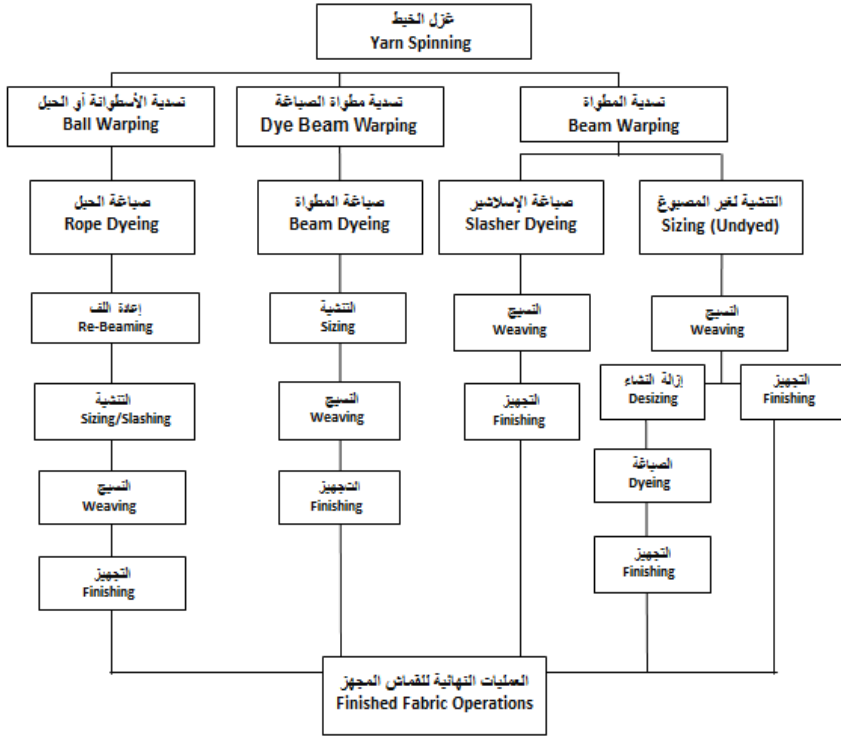 غزل الخيط
Yarn Spinning
تسدية الأسطوانة أو الحبل
Ball Warping
تسدية مطواة الصباغة
Dye Beam Warping
تسدية المطواة
Beam Warping
صباغة الحبل
Rope Dyeing
صباغة المطواة
Beam Dyeing
صباغة الإسلاشير
Slasher Dyeing
التنشية لغير المصبوغ
Sizing (Undyed)
إعادة اللف
Re-Beaming
التنشية
Sizing
النسيج
Weaving
النسيج
Weaving
التنشية
Sizing/Slashing
النسيج
Weaving
التجهيز
Finishing
إزالة النشاء
Desizing
التجهيز
Finishing
النسيج
Weaving
التجهيز
Finishing
الصباغة
Dyeing
التجهيز
Finishing
التجهيز
Finishing
العمليات النهائية للقماش المجهز
Finished Fabric Operations